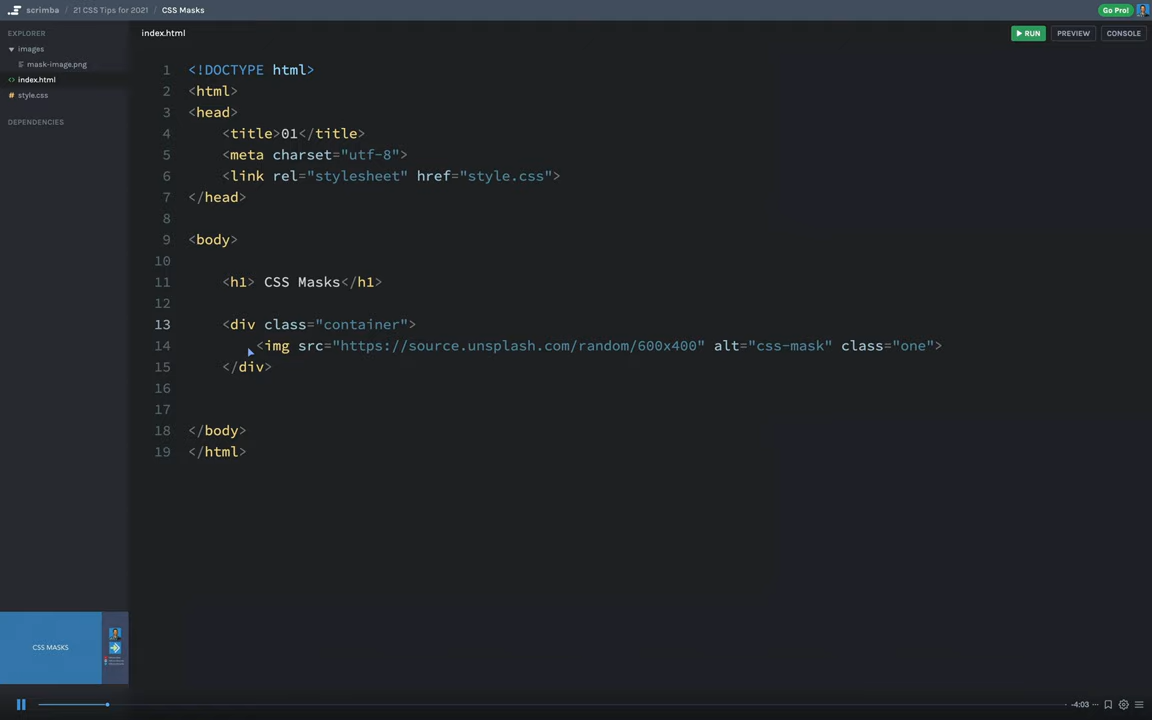 scrimba / 21 CSS Tips for 2021 / CSS Masks
Go Pro!
EXPLORER
images
mask-image.png
<> index.html
# style.css
DEPENDENCIES
index.html
RUN
PREVIEW
CONSOLE
1 <!DOCTYPE html>
2 <html>
3 <head>
4 <title>01</title>
5 <meta charset="utf-8">
6 <link rel="stylesheet" href="style.css">
7 </head>
8
9 <body>
10
11 <h1> CSS Masks</h1>
12
13 <div class="container">
14 <img src="https://source.unsplash.com/random/600x400" alt="css-mask" class="one">
15 </div>
16
17
18 </body>
19 </html>
CSS MASKS
-4:03